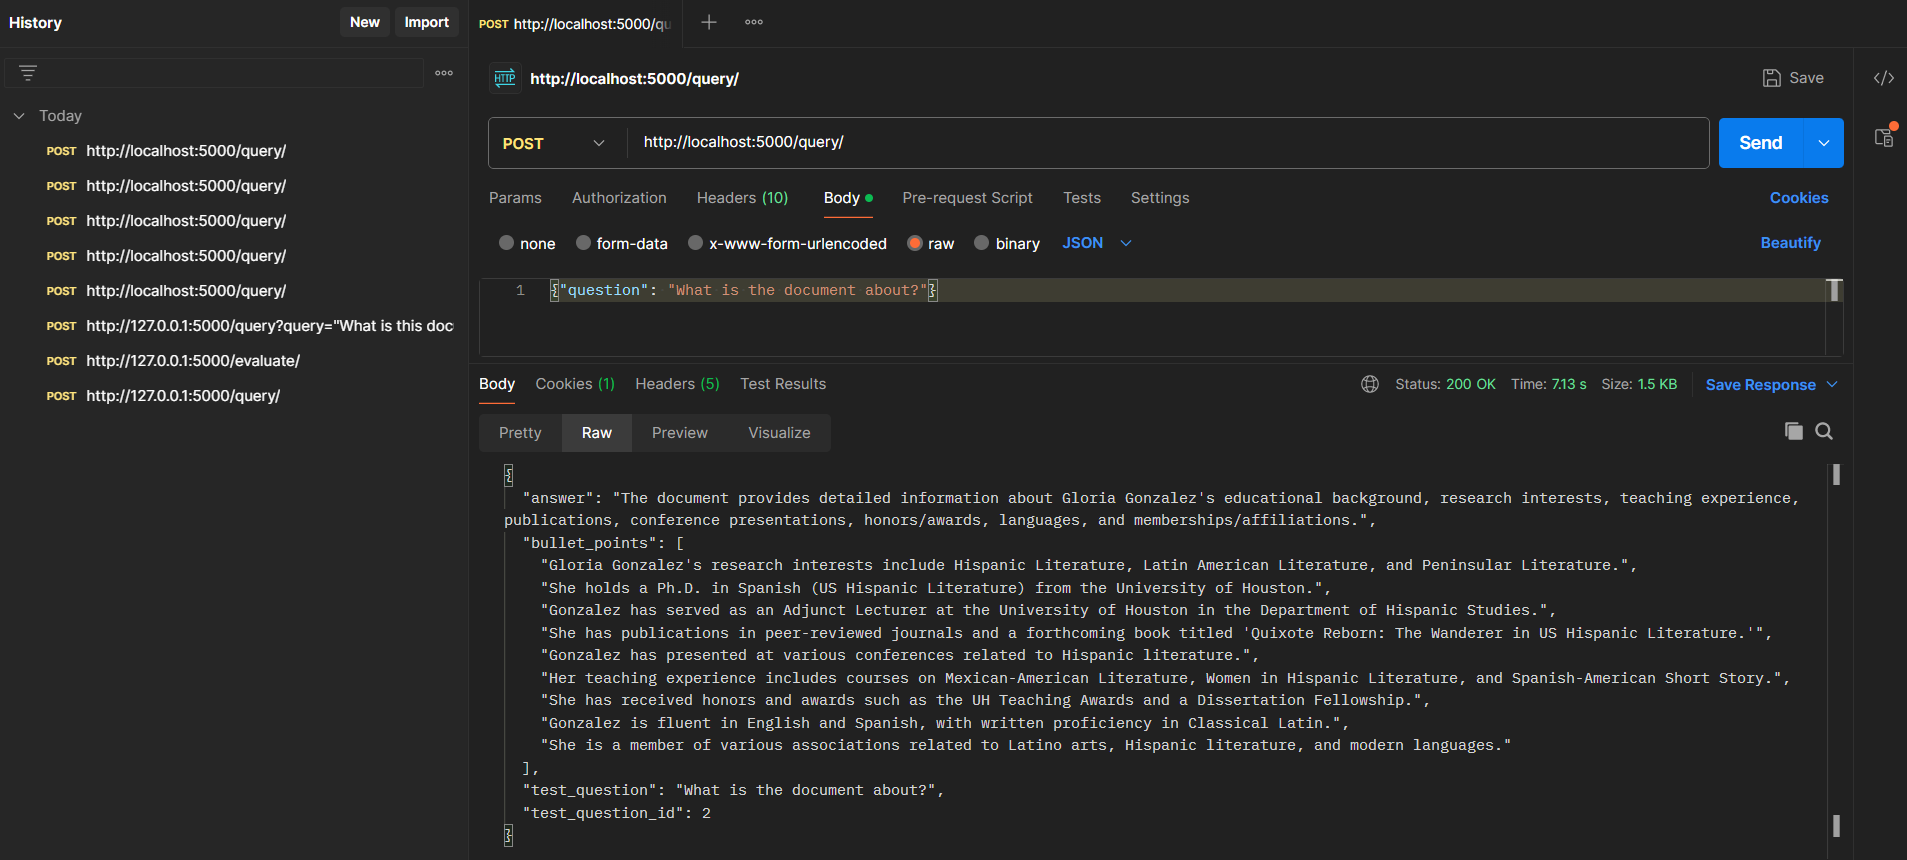 History
New
Import
Today
POST http://localhost:5000/query/
POST http://localhost:5000/query/
POST http://localhost:5000/query/
POST http://localhost:5000/query/
POST http://localhost:5000/query/
POST http://127.0.0.1:5000/query?query="What is this doc
POST http://127.0.0.1:5000/evaluate/
POST http://127.0.0.1:5000/query/
POST http://localhost:5000/qu
HTTP http://localhost:5000/query/
Save
</>
POST http://localhost:5000/query/
Send
Params Authorization Headers (10) Body Pre-request Script Tests Settings Cookies
none form-data x-www-form-urlencoded raw binary JSON Beautify
1 {"question": "What is the document about?"}
Body Cookies (1) Headers (5) Test Results Status: 200 OK Time: 7.13 s Size: 1.5 KB Save Response
Pretty Raw Preview Visualize
{
"answer": "The document provides detailed information about Gloria Gonzalez's educational background, research interests, teaching experience,
publications, conference presentations, honors/awards, languages, and memberships/affiliations.",
"bullet_points": [
"Gloria Gonzalez's research interests include Hispanic Literature, Latin American Literature, and Peninsular Literature.",
"She holds a Ph.D. in Spanish (US Hispanic Literature) from the University of Houston.",
"Gonzalez has served as an Adjunct Lecturer at the University of Houston in the Department of Hispanic Studies.",
"She has publications in peer-reviewed journals and a forthcoming book titled 'Quixote Reborn: The Wanderer in US Hispanic Literature.'",
"Gonzalez has presented at various conferences related to Hispanic literature.",
"Her teaching experience includes courses on Mexican-American Literature, Women in Hispanic Literature, and Spanish-American Short Story.",
"She has received honors and awards such as the UH Teaching Awards and a Dissertation Fellowship.",
"Gonzalez is fluent in English and Spanish, with written proficiency in Classical Latin.",
"She is a member of various associations related to Latino arts, Hispanic literature, and modern languages."
],
"test_question": "What is the document about?",
"test_question_id": 2
}